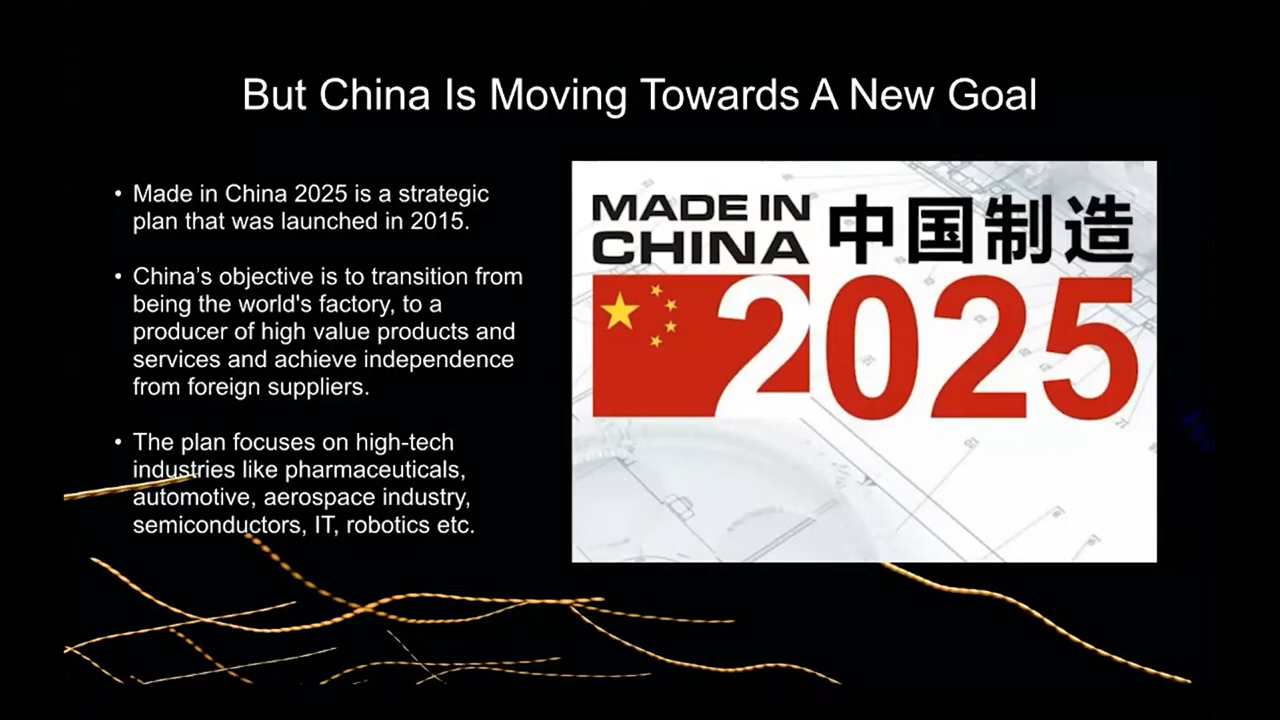 But China Is Moving Towards A New Goal
• Made in China 2025 is a strategic
plan that was launched in 2015.
• China's objective is to transition from
being the world's factory, to a
producer of high value products and
services and achieve independence
from foreign suppliers.
• The plan focuses on high-tech
industries like pharmaceuticals,
automotive, aerospace industry,
semiconductors, IT, robotics etc.
MADE IN
CHINA
中国制造
2025